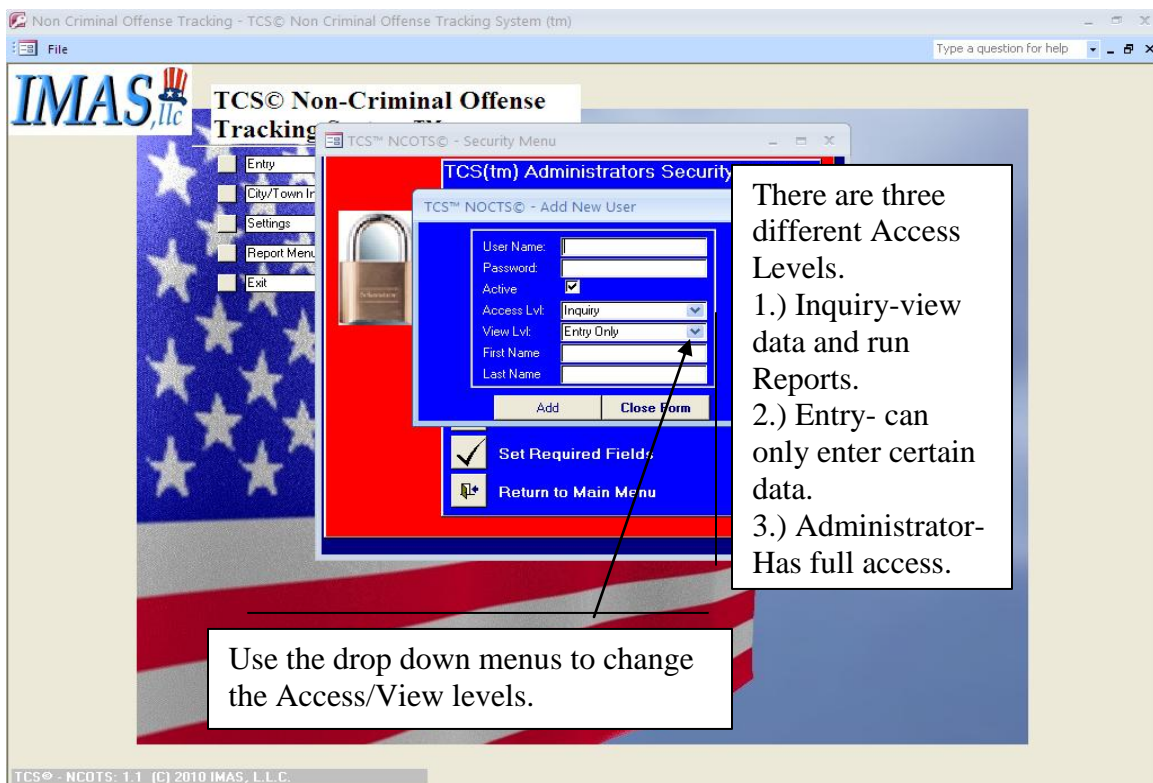 Non Criminal Offense Tracking - TCS© Non Criminal Offense Tracking System (tm)
File
Type a question for help
IMAS,llc
TCS© Non-Criminal Offense
Tracking
TCS™ NCOTS© - Security Menu
Entry
City/Town In
Settings
Report Menu
Exit
TCS(tm) Administrators Security
TCS™ NOCTS© - Add New User
User Name:
Password:
Active
Access Lvl: Inquiry
View Lvl: Entry Only
First Name
Last Name
Add Close Form
Set Required Fields
Return to Main Menu
There are three
different Access
Levels.
1.) Inquiry-view
data and run
Reports.
2.) Entry- can
only enter certain
data.
3.) Administrator-
Has full access.
Use the drop down menus to change
the Access/View levels.
TCS© - NCOTS: 1.1 (C) 2010 IMAS, L.L.C.